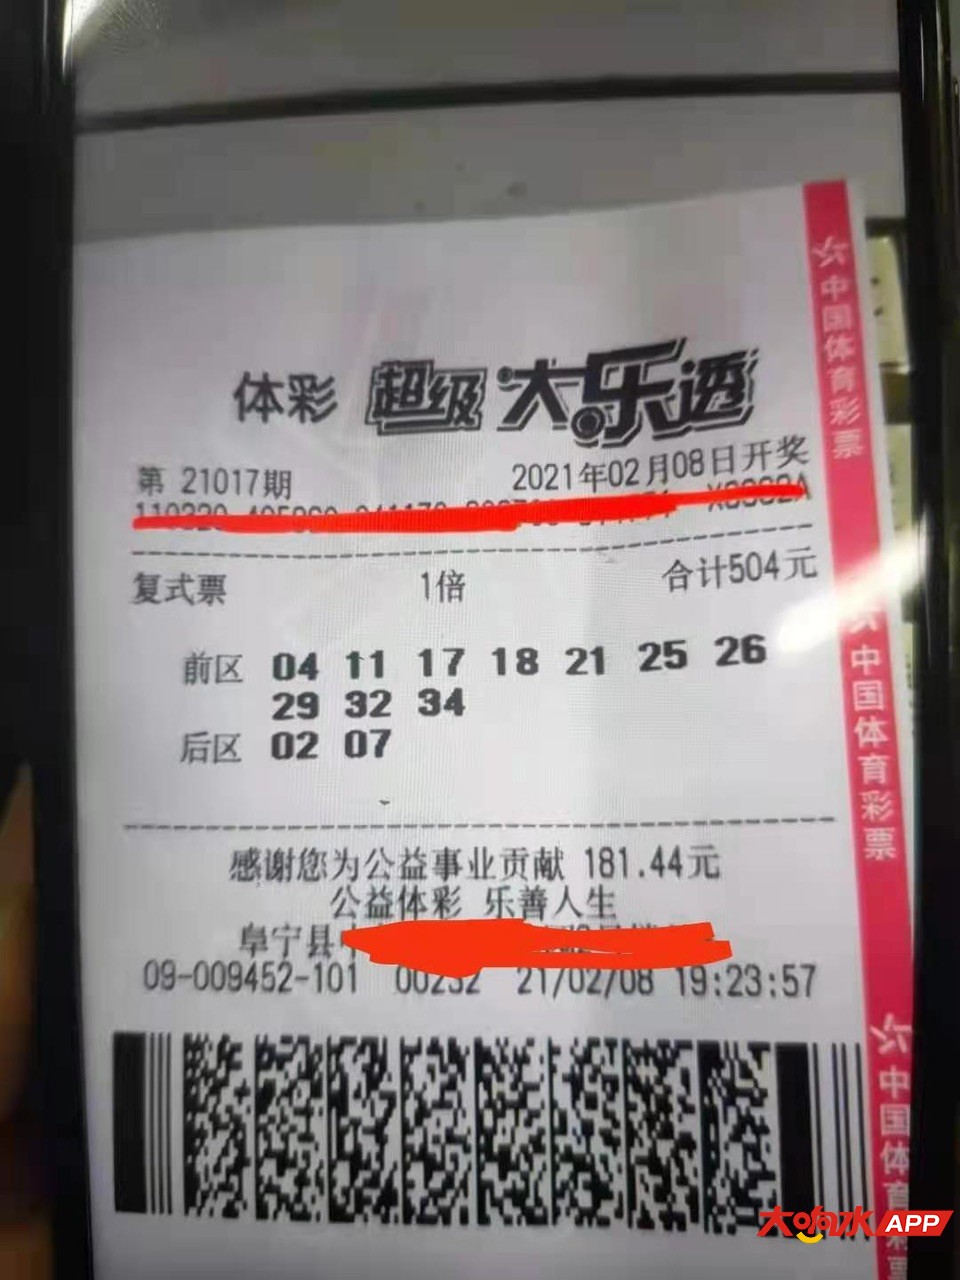 体彩 超级大乐透
第 21017期 2021年02月08日开奖
复式票 1倍 合计504元
前区 04 11 17 18 21 25 26
29 32 34
后区 02 07
感谢您为公益事业贡献 181.44元
公益体彩 乐善人生
阜宁县
09-009452-101 00232 21/02/08 19:23:57
中国体育彩票
中国体育彩票
中国体育彩票
大响水APP